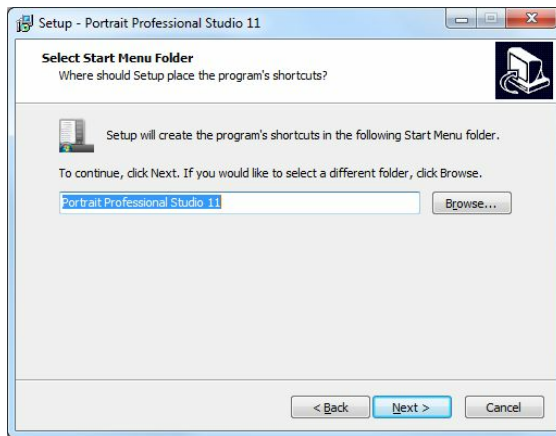 Setup - Portrait Professional Studio 11
Select Start Menu Folder
Where should Setup place the program's shortcuts?
Setup will create the program's shortcuts in the following Start Menu folder.
To continue, click Next. If you would like to select a different folder, click Browse.
Portrait Professional Studio 11
Browse...
< Back
Next >
Cancel